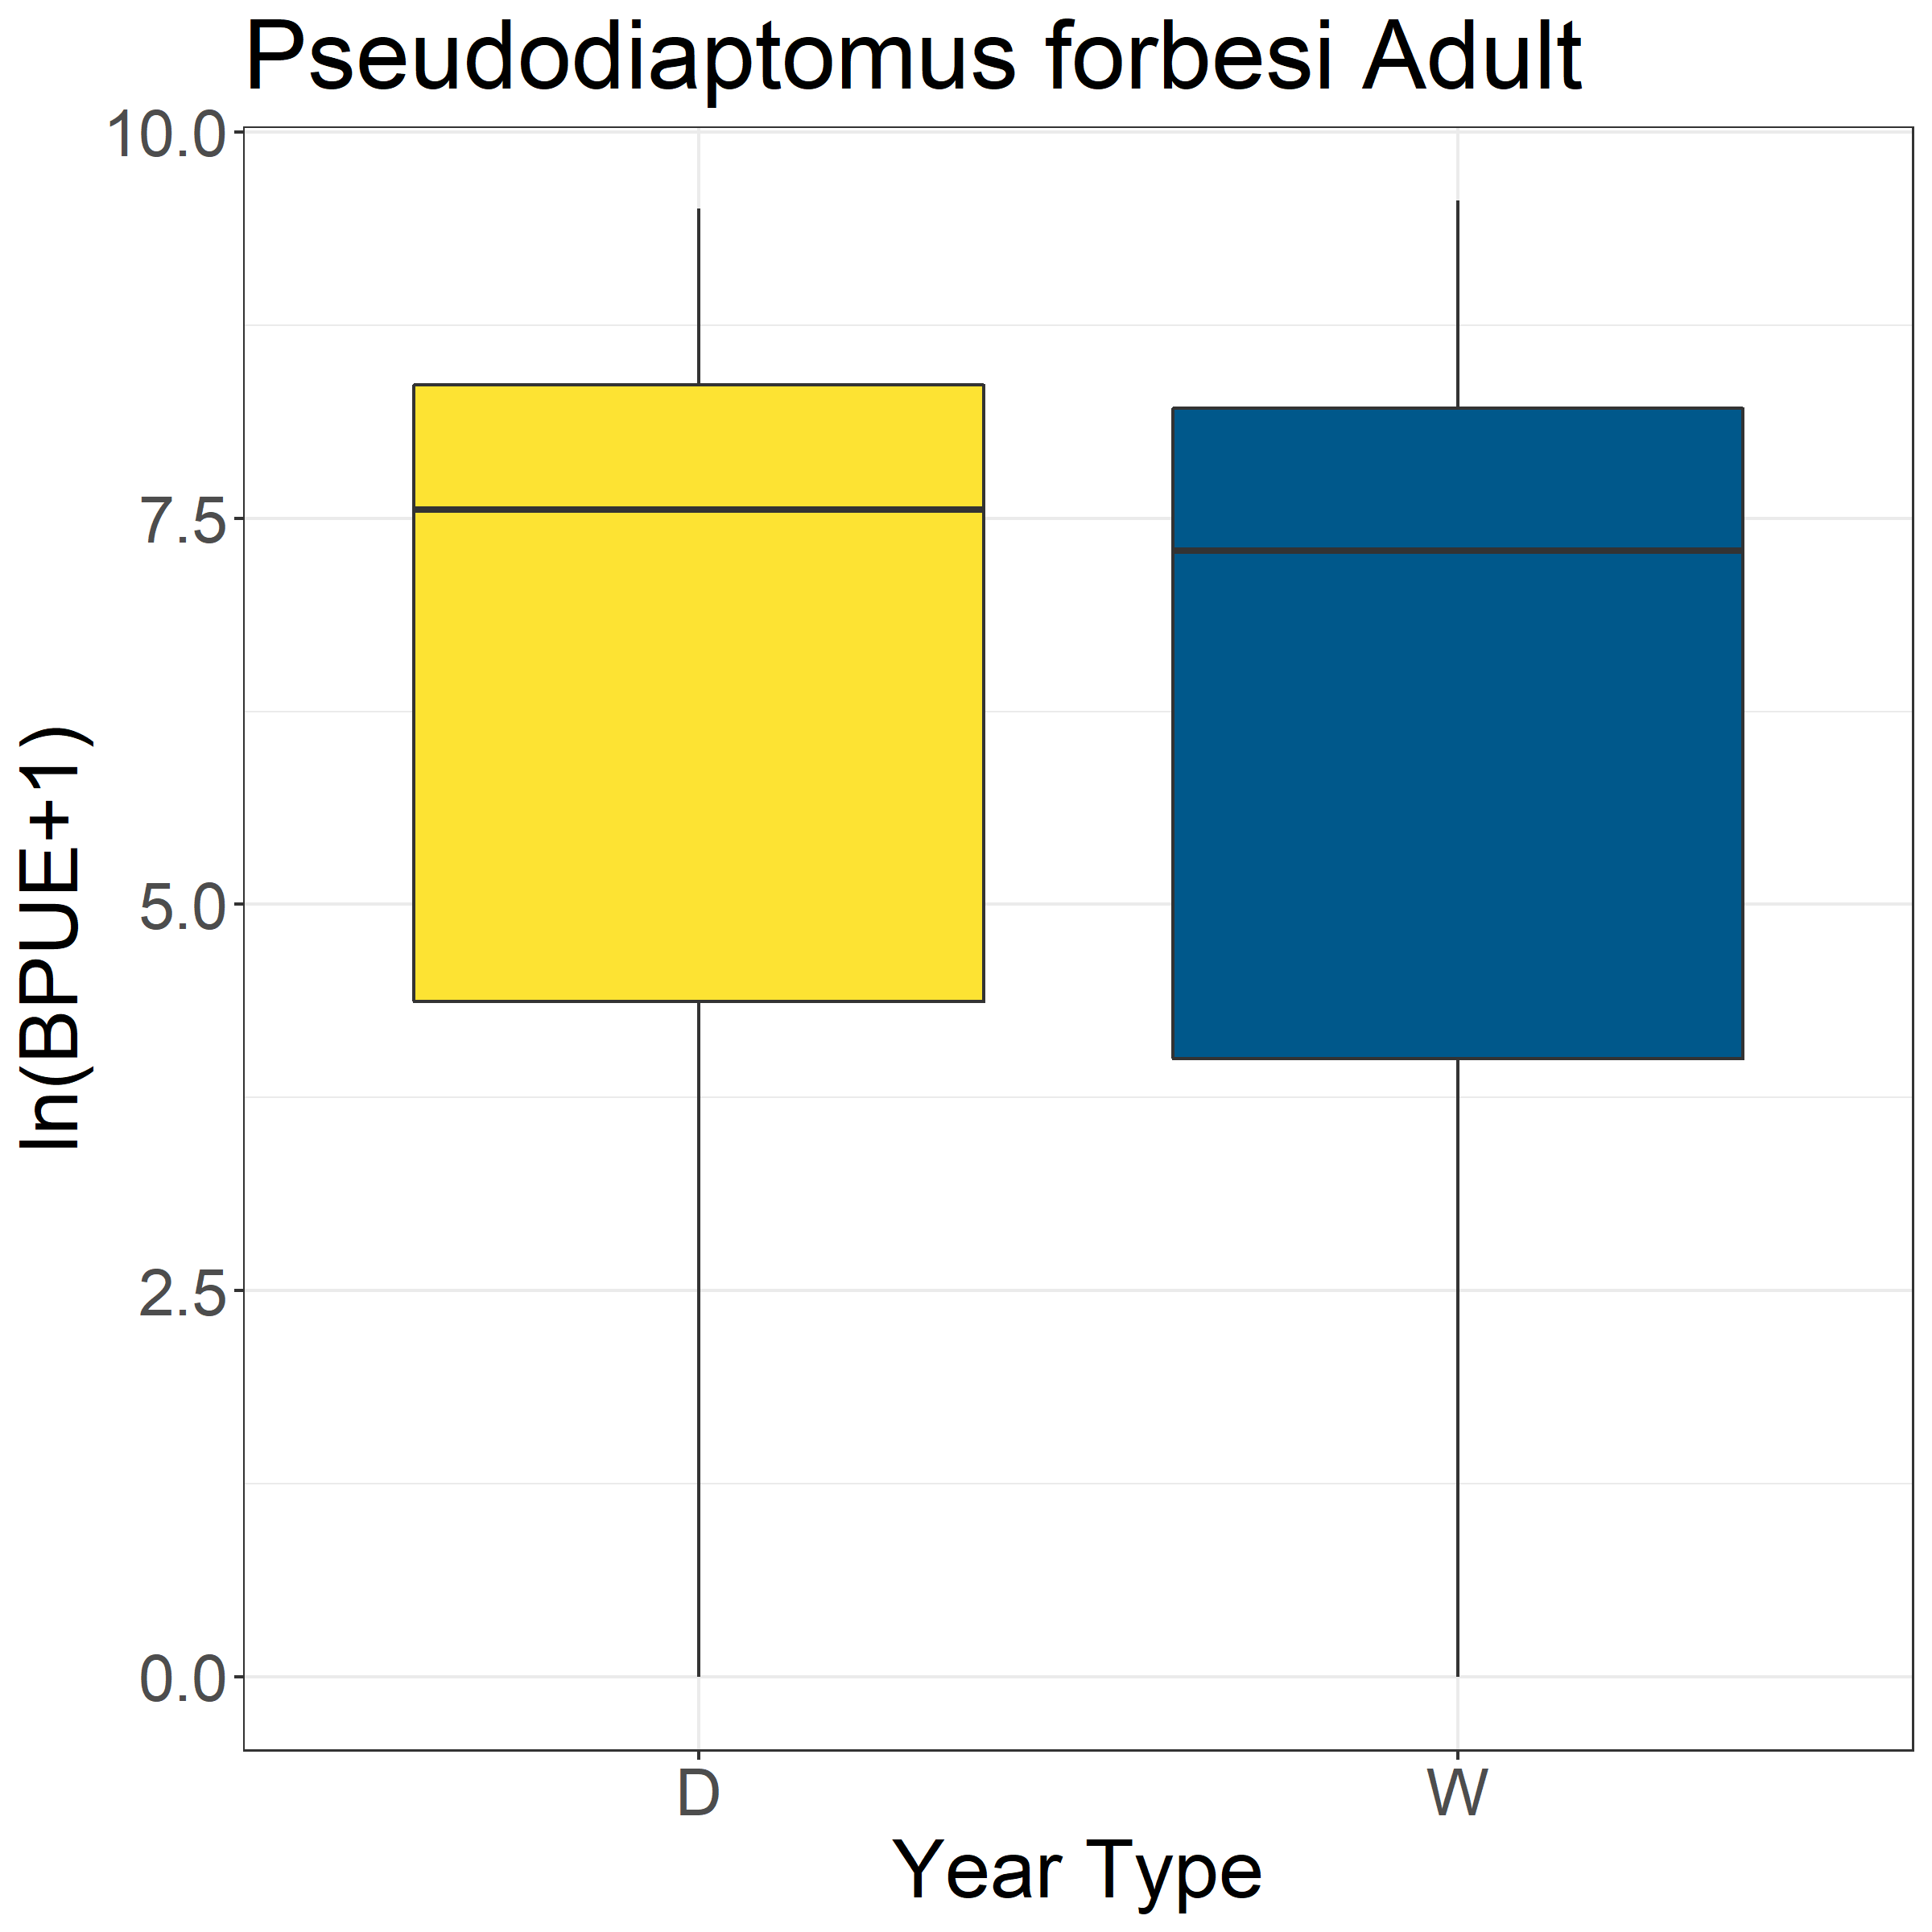 Pseudodiaptomus forbesi Adult
10.0
7.5
5.0
2.5
0.0
ln(BPUE+1)
D W
Year Type